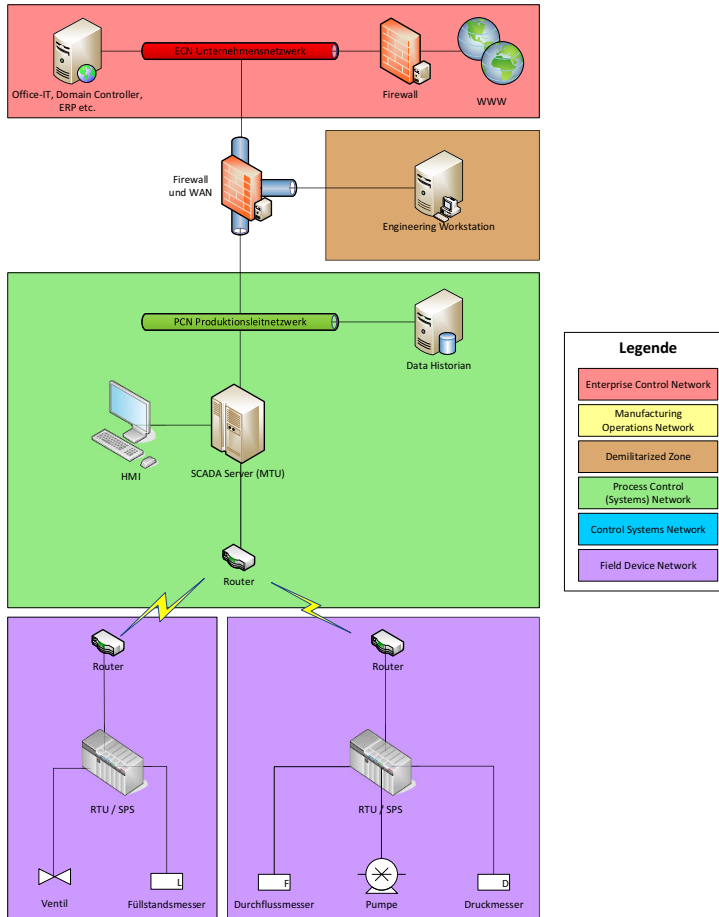 ECN Unternehmensnetzwerk
Office-IT, Domain Controller,
ERP etc.
Firewall
WWW
Firewall
und WAN
Engineering Workstation
PCN Produktionsleitnetzwerk
Data Historian
HMI
SCADA Server (MTU)
Router
Router
Router
RTU / SPS
RTU / SPS
L
F
D
Ventil
Füllstandsmesser
Durchflussmesser
Pumpe
Druckmesser
Legende
Enterprise Control Network
Manufacturing
Operations Network
Demilitarized Zone
Process Control
(Systems) Network
Control Systems Network
Field Device Network